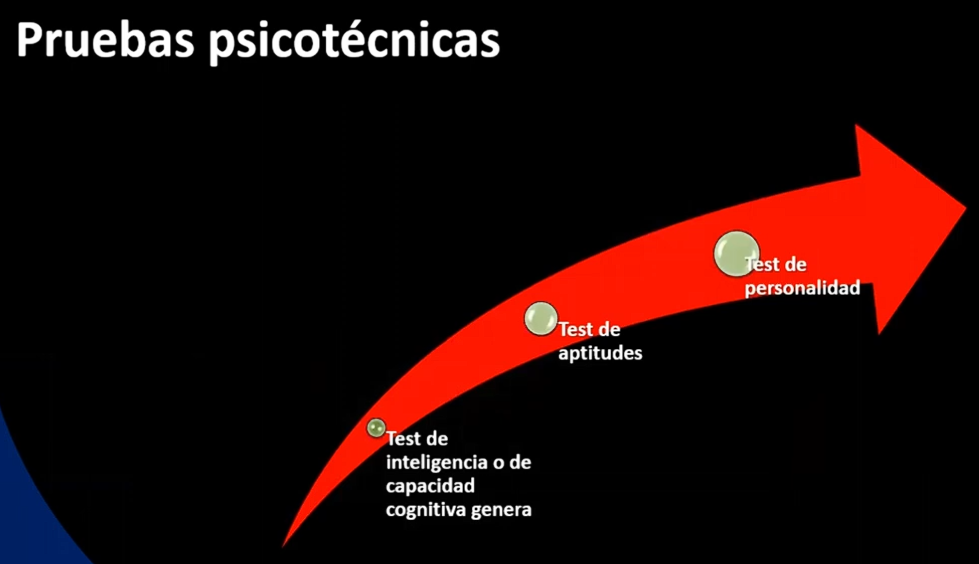 Pruebas psicotécnicas
Test de
personalidad
Test de
aptitudes
Test de
inteligencia o de
capacidad
cognitiva genera